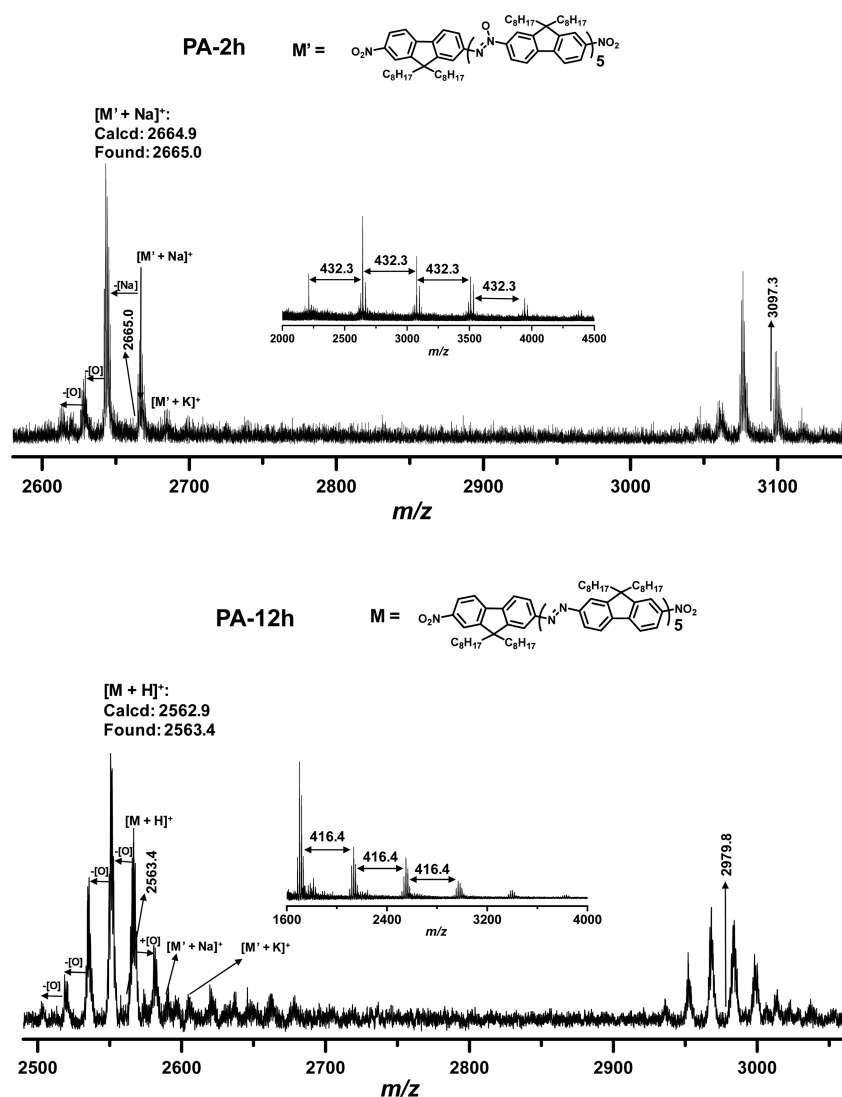 PA-2h
M' =
O2N
C8H17 C8H17
N N
O
C8H17 C8H17
NO2
5
[M' + Na]+:
Calcd: 2664.9
Found: 2665.0
[M' + Na]+
-[Na]
2665.0
-[O]
-[O]
[M' + K]+
432.3
432.3
432.3
432.3
2000 2500 3000 3500 4000 4500
m/z
3097.3
2600 2700 2800 2900 3000 3100
m/z
PA-12h
M =
O2N
C8H17 C8H17
N N
C8H17 C8H17
NO2
5
[M + H]+:
Calcd: 2562.9
Found: 2563.4
[M + H]+
-[O]
2563.4
-[O]
+[O]
-[O]
-[O]
[M' + Na]+
[M' + K]+
416.4
416.4
416.4
1600 2400 3200 4000
m/z
2979.8
2500 2600 2700 2800 2900 3000
m/z